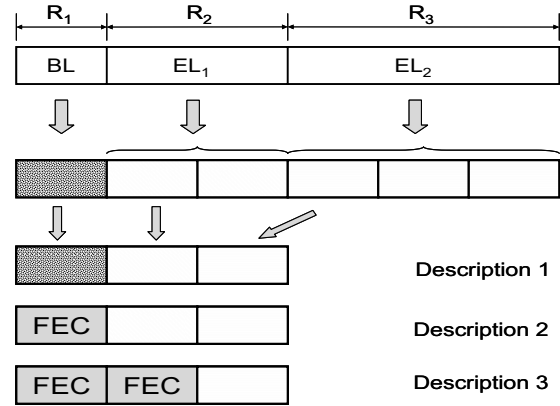 R₁ R₂ R₃
BL EL₁ EL₂
Description 1
FEC Description 2
FEC FEC Description 3